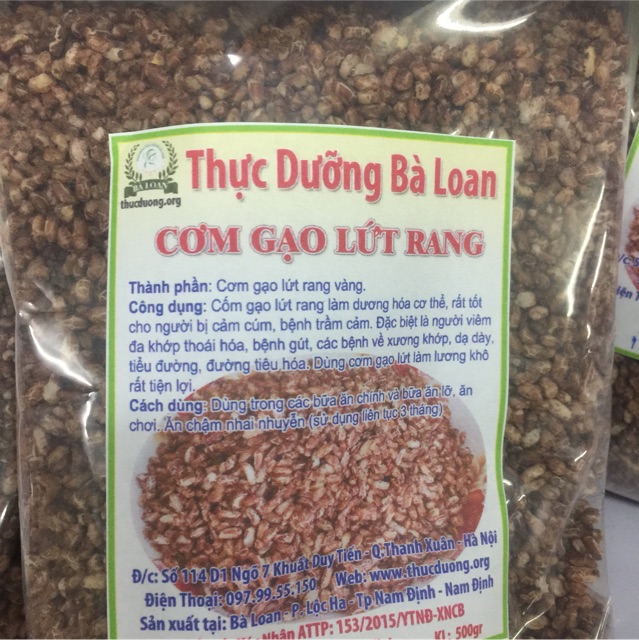 BÀ LOAN
thucduong.org
Thực Dưỡng Bà Loan
CƠM GẠO LỨT RANG
Thành phần: Cơm gạo lứt rang vàng.
Công dụng: Cốm gạo lứt rang làm dương hóa cơ thể, rất tốt
cho người bị cảm cúm, bệnh trầm cảm. Đặc biệt là người viêm
đa khớp thoái hóa, bệnh gút, các bệnh về xương khớp, dạ dày,
tiểu đường, đường tiêu hóa. Dùng cơm gạo lứt làm lương khô
rất tiện lợi.
Cách dùng: Dùng trong các bữa ăn chính và bữa ăn lỡ, ăn
chơi. Ăn chậm nhai nhuyễn (sử dụng liên tục 3 tháng)
Đ/c: Số 114 D1 Ngõ 7 Khuất Duy Tiến - Q.Thanh Xuân - Hà Nội
Điện Thoại: 097.99.55.150 Web: www.thucduong.org
Sản xuất tại: Bà Loan - P. Lộc Hạ - Tp Nam Định - Nam Định
Nhận ATTP: 153/2015/YTNĐ-XNCB
KL: 500gr